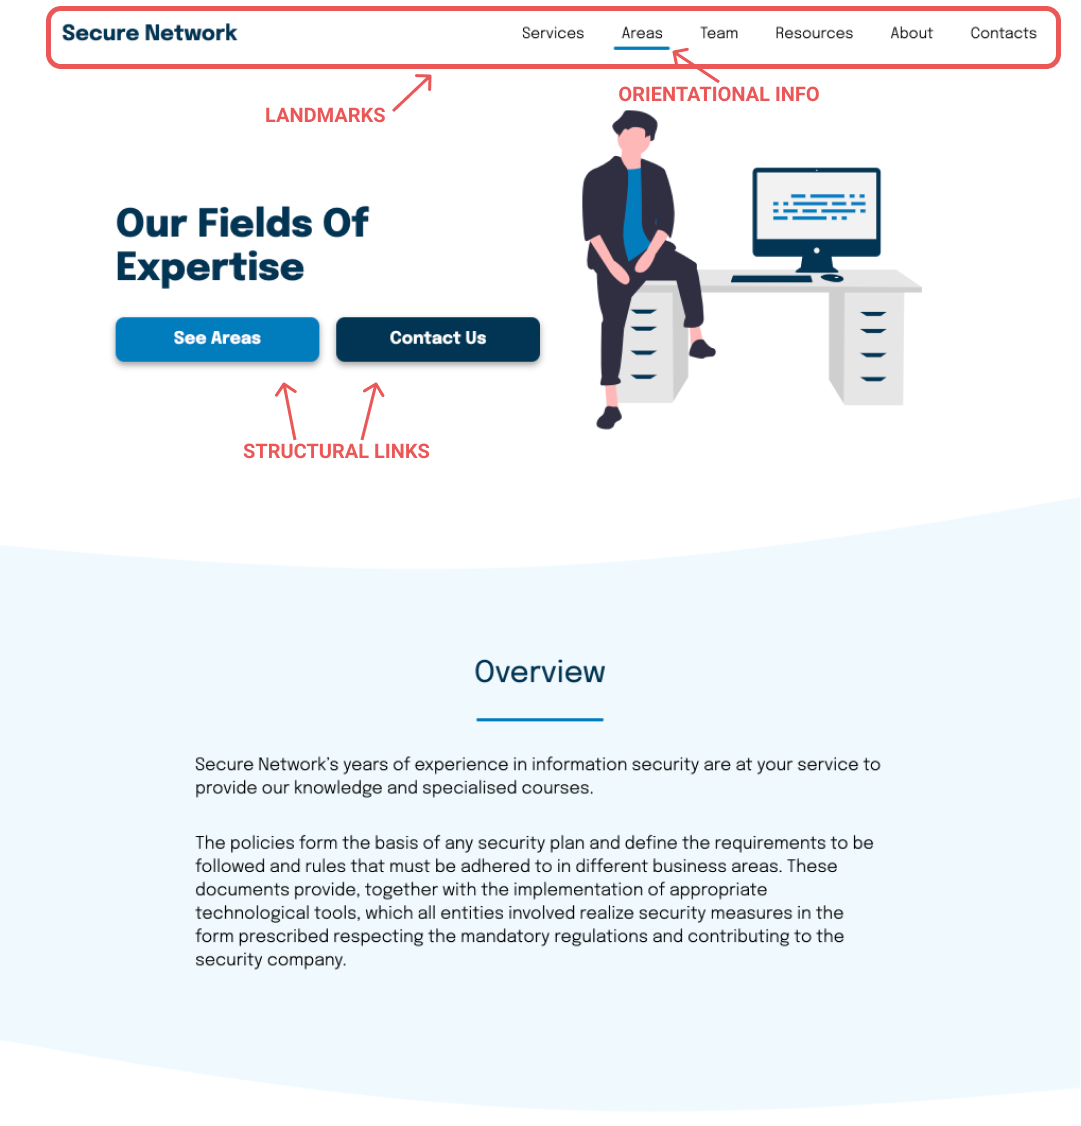 Secure Network
Services
Areas
Team
Resources
About
Contacts
ORIENTATIONAL INFO
LANDMARKS
Our Fields Of
Expertise
See Areas
Contact Us
STRUCTURAL LINKS
Overview
Secure Network’s years of experience in information security are at your service to
provide our knowledge and specialised courses.
The policies form the basis of any security plan and define the requirements to be
followed and rules that must be adhered to in different business areas. These
documents provide, together with the implementation of appropriate
technological tools, which all entities involved realize security measures in the
form prescribed respecting the mandatory regulations and contributing to the
security company.